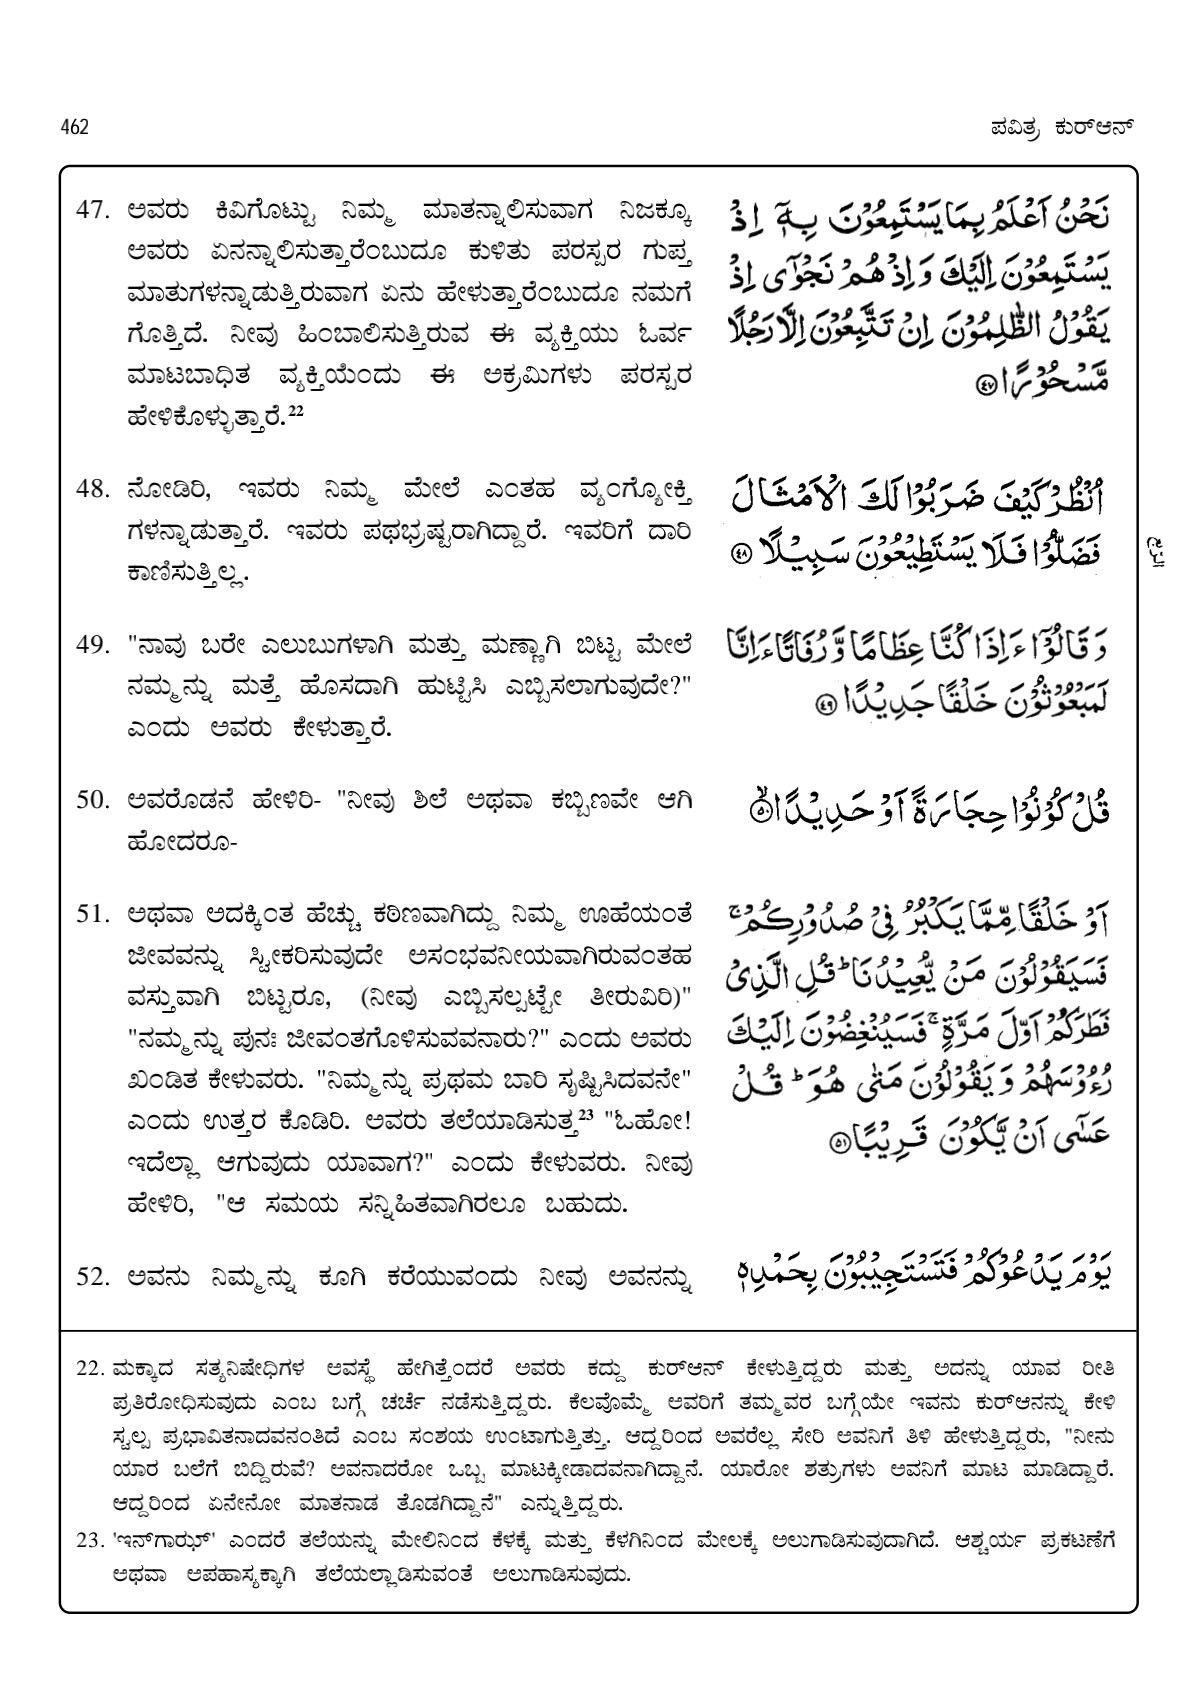 462
ಪವಿತ್ರ ಕುರ್‌ಆನ್
47. ಅವರು ಕಿವಿಗೊಟ್ಟು ನಿಮ್ಮ ಮಾತನ್ನಾಲಿಸುವಾಗ ನಿಜಕ್ಕೂ
ಅವರು ಏನನ್ನಾಲಿಸುತ್ತಾರೆಂಬುದೂ ಕುಳಿತು ಪರಸ್ಪರ ಗುಪ್ತ
ಮಾತುಗಳನ್ನಾಡುತ್ತಿರುವಾಗ ಏನು ಹೇಳುತ್ತಾರೆಂಬುದೂ ನಮಗೆ
ಗೊತ್ತಿದೆ. ನೀವು ಹಿಂಬಾಲಿಸುತ್ತಿರುವ ಈ ವ್ಯಕ್ತಿಯು ಓರ್ವ
ಮಾಟಬಾಧಿತ ವ್ಯಕ್ತಿಯೆಂದು ಈ ಅಕ್ರಮಿಗಳು ಪರಸ್ಪರ
ಹೇಳಿಕೊಳ್ಳುತ್ತಾರೆ.22
نَحْنُ اَعْلَمُ بِمَا يَسْتَمِعُوْنَ بِهٖٓ اِذْ
يَسْتَمِعُوْنَ اِلَيْكَ وَاِذْ هُمْ نَجْوٰٓى اِذْ
يَقُوْلُ الظّٰلِمُوْنَ اِنْ تَتَّبِعُوْنَ اِلَّا رَجُلًا
مَّسْحُوْرًا ﴿٤٧﴾
48. ನೋಡಿರಿ, ಇವರು ನಿಮ್ಮ ಮೇಲೆ ಎಂತಹ ವ್ಯಂಗ್ಯೋಕ್ತಿ
ಗಳನ್ನಾಡುತ್ತಾರೆ. ಇವರು ಪಥಭ್ರಷ್ಟರಾಗಿದ್ದಾರೆ. ಇವರಿಗೆ ದಾರಿ
ಕಾಣಿಸುತ್ತಿಲ್ಲ.
اُنْظُرْ كَيْفَ ضَرَبُوْا لَكَ الْاَمْثَالَ
فَضَلُّوْا فَلَا يَسْتَطِيْعُوْنَ سَبِيْلًا ﴿٤٨﴾
الربع
49. "ನಾವು ಬರೇ ಎಲುಬುಗಳಾಗಿ ಮತ್ತು ಮಣ್ಣಾಗಿ ಬಿಟ್ಟ ಮೇಲೆ
ನಮ್ಮನ್ನು ಮತ್ತೆ ಹೊಸದಾಗಿ ಹುಟ್ಟಿಸಿ ಎಬ್ಬಿಸಲಾಗುವುದೇ?"
ಎಂದು ಅವರು ಕೇಳುತ್ತಾರೆ.
وَقَالُوْٓا ءَاِذَا كُنَّا عِظَامًا وَّرُفَاتًا ءَاِنَّا
لَمَبْعُوْثُوْنَ خَلْقًا جَدِيْدًا ﴿٤٩﴾
50. ಅವರೊಡನೆ ಹೇಳಿರಿ- "ನೀವು ಶಿಲೆ ಅಥವಾ ಕಬ್ಬಿಣವೇ ಆಗಿ
ಹೋದರೂ-
قُلْ كُوْنُوْا حِجَارَةً اَوْ حَدِيْدًا ﴿٥٠﴾
51. ಅಥವಾ ಅದಕ್ಕಿಂತ ಹೆಚ್ಚು ಕಠಿಣವಾಗಿದ್ದು ನಿಮ್ಮ ಊಹೆಯಂತೆ
ಜೀವವನ್ನು ಸ್ವೀಕರಿಸುವುದೇ ಅಸಂಭವನೀಯವಾಗಿರುವಂತಹ
ವಸ್ತುವಾಗಿ ಬಿಟ್ಟರೂ, (ನೀವು ಎಬ್ಬಿಸಲ್ಪಟ್ಟೇ ತೀರುವಿರಿ)"
"ನಮ್ಮನ್ನು ಪುನಃ ಜೀವಂತಗೊಳಿಸುವವನಾರು?" ಎಂದು ಅವರು
ಖಂಡಿತ ಕೇಳುವರು. "ನಿಮ್ಮನ್ನು ಪ್ರಥಮ ಬಾರಿ ಸೃಷ್ಟಿಸಿದವನೇ"
ಎಂದು ಉತ್ತರ ಕೊಡಿರಿ. ಅವರು ತಲೆಯಾಡಿಸುತ್ತ23 "ಓಹೋ!
ಇದೆಲ್ಲಾ ಆಗುವುದು ಯಾವಾಗ?" ಎಂದು ಕೇಳುವರು. ನೀವು
ಹೇಳಿರಿ, "ಆ ಸಮಯ ಸನ್ನಿಹಿತವಾಗಿರಲೂ ಬಹುದು.
اَوْ خَلْقًا مِّمَّا يَكْبُرُ فِيْ صُدُوْرِكُمْ ۚ
فَسَيَقُوْلُوْنَ مَنْ يُّعِيْدُنَا ؕ قُلِ الَّذِيْ
فَطَرَكُمْ اَوَّلَ مَرَّةٍ ۚ فَسَيُنْغِضُوْنَ اِلَيْكَ
رُءُوْسَهُمْ وَيَقُوْلُوْنَ مَتٰى هُوَ ؕ قُلْ
عَسٰٓى اَنْ يَّكُوْنَ قَرِيْبًا ﴿٥١﴾
52. ಅವನು ನಿಮ್ಮನ್ನು ಕೂಗಿ ಕರೆಯುವಂದು ನೀವು ಅವನನ್ನು
يَوْمَ يَدْعُوْكُمْ فَتَسْتَجِيْبُوْنَ بِحَمْدِهٖ
22. ಮಕ್ಕಾದ ಸತ್ಯನಿಷೇಧಿಗಳ ಅವಸ್ಥೆ ಹೇಗಿತ್ತೆಂದರೆ ಅವರು ಕದ್ದು ಕುರ್‌ಆನ್ ಕೇಳುತ್ತಿದ್ದರು ಮತ್ತು ಅದನ್ನು ಯಾವ ರೀತಿ
ಪ್ರತಿರೋಧಿಸುವುದು ಎಂಬ ಬಗ್ಗೆ ಚರ್ಚೆ ನಡೆಸುತ್ತಿದ್ದರು. ಕೆಲವೊಮ್ಮೆ ಅವರಿಗೆ ತಮ್ಮವರ ಬಗ್ಗೆಯೇ ಇವನು ಕುರ್‌ಆನನ್ನು ಕೇಳಿ
ಸ್ವಲ್ಪ ಪ್ರಭಾವಿತನಾದವನಂತಿದೆ ಎಂಬ ಸಂಶಯ ಉಂಟಾಗುತ್ತಿತ್ತು. ಆದ್ದರಿಂದ ಅವರೆಲ್ಲ ಸೇರಿ ಅವನಿಗೆ ತಿಳಿ ಹೇಳುತ್ತಿದ್ದರು, "ನೀನು
ಯಾರ ಬಲೆಗೆ ಬಿದ್ದಿರುವೆ? ಅವನಾದರೋ ಒಬ್ಬ ಮಾಟಕ್ಕೀಡಾದವನಾಗಿದ್ದಾನೆ. ಯಾರೋ ಶತ್ರುಗಳು ಅವನಿಗೆ ಮಾಟ ಮಾಡಿದ್ದಾರೆ.
ಆದ್ದರಿಂದ ಏನೇನೋ ಮಾತನಾಡ ತೊಡಗಿದ್ದಾನೆ" ಎನ್ನುತ್ತಿದ್ದರು.
23. 'ಇನ್‌ಗಾಝ್' ಎಂದರೆ ತಲೆಯನ್ನು ಮೇಲಿನಿಂದ ಕೆಳಕ್ಕೆ ಮತ್ತು ಕೆಳಗಿನಿಂದ ಮೇಲಕ್ಕೆ ಅಲುಗಾಡಿಸುವುದಾಗಿದೆ. ಆಶ್ಚರ್ಯ ಪ್ರಕಟಣೆಗೆ
ಅಥವಾ ಅಪಹಾಸ್ಯಕ್ಕಾಗಿ ತಲೆಯಲ್ಲಾಡಿಸುವಂತೆ ಅಲುಗಾಡಿಸುವುದು.